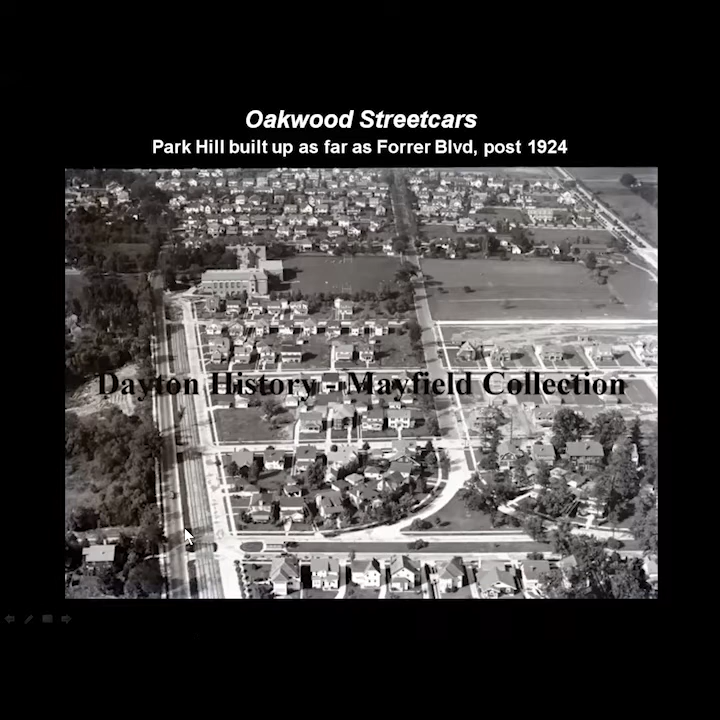 Oakwood Streetcars
Park Hill built up as far as Forrer Blvd, post 1924
Dayton History - Mayfield Collection